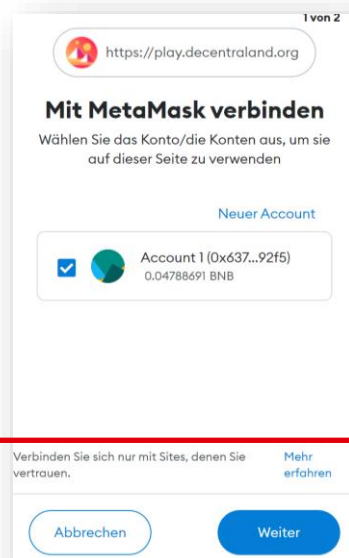 1 von 2
https://play.decentraland.org
Mit MetaMask verbinden
Wählen Sie das Konto/die Konten aus, um sie
auf dieser Seite zu verwenden
Neuer Account
Account 1 (0x637...92f5)
0.04788691 BNB
Verbinden Sie sich nur mit Sites, denen Sie
vertrauen.
Mehr
erfahren
Abbrechen
Weiter